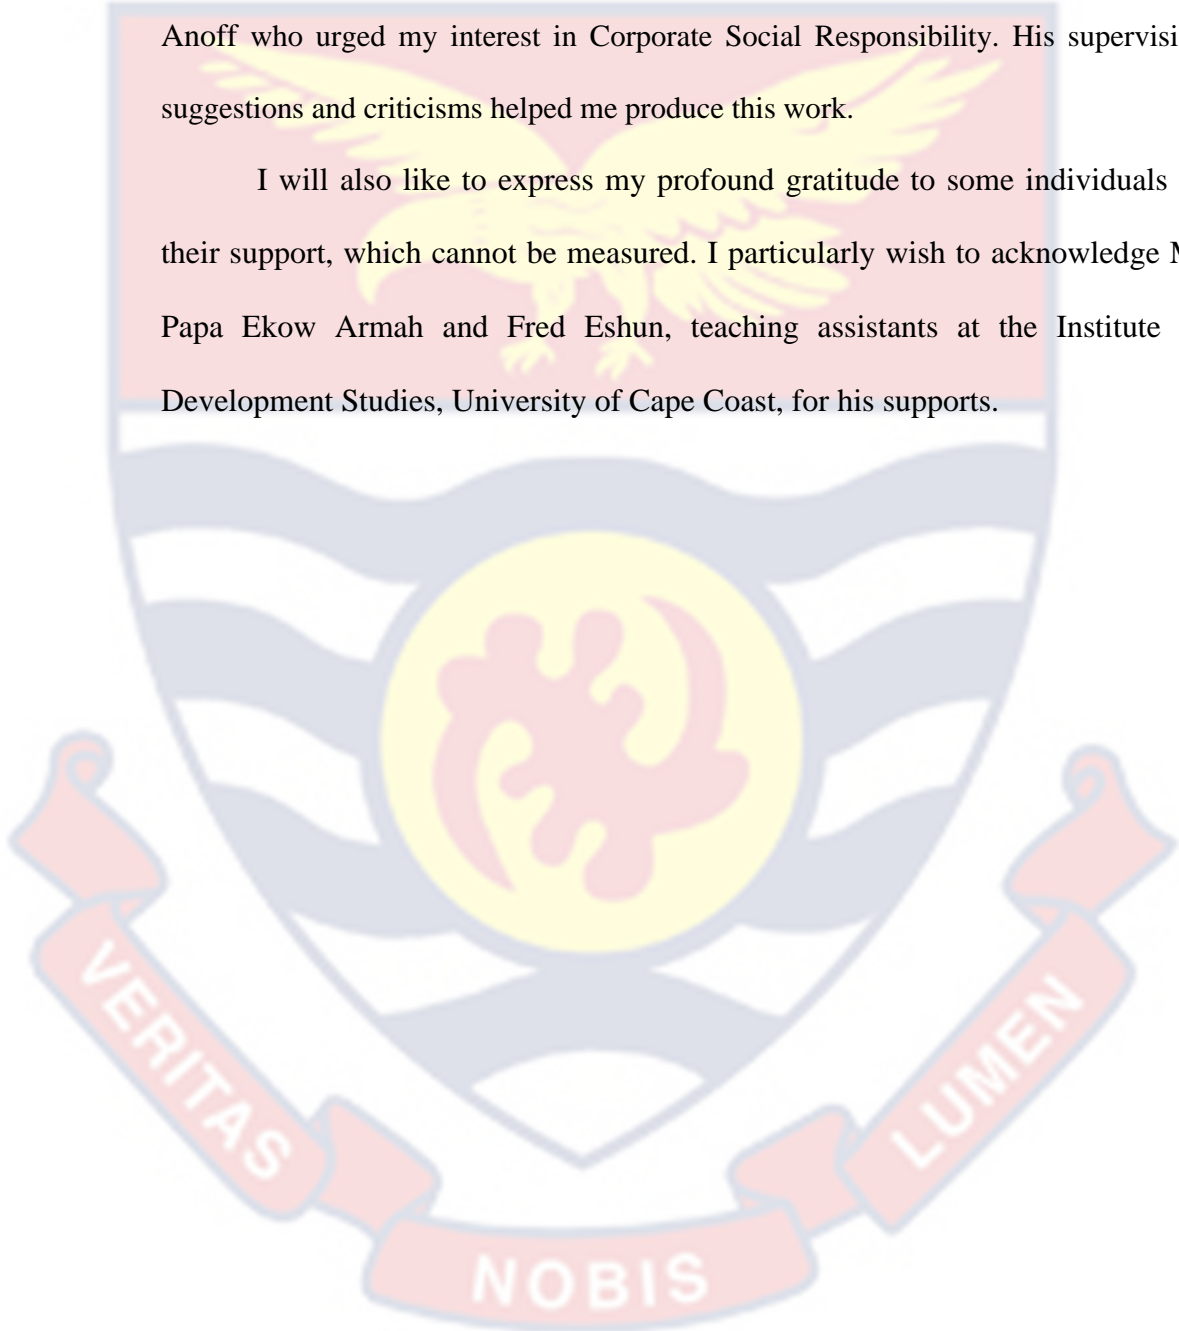 Anoff who urged my interest in Corporate Social Responsibility. His supervisi
suggestions and criticisms helped me produce this work.
I will also like to express my profound gratitude to some individuals
their support, which cannot be measured. I particularly wish to acknowledge M
Papa Ekow Armah and Fred Eshun, teaching assistants at the Institute
Development Studies, University of Cape Coast, for his supports.
VERITAS
NOBIS
LUMEN